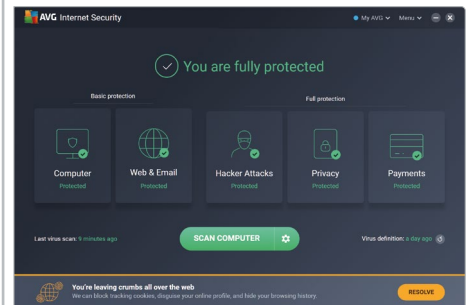 AVG Internet Security
My AVG
Menu
You are fully protected
Basic protection
Full protection
Computer
Protected
Web & Email
Protected
Hacker Attacks
Protected
Privacy
Protected
Payments
Protected
Last virus scan: 9 minutes ago
SCAN COMPUTER
Virus definition: a day ago
You're leaving crumbs all over the web
We can block tracking cookies, disguise your online profile, and hide your browsing history.
RESOLVE